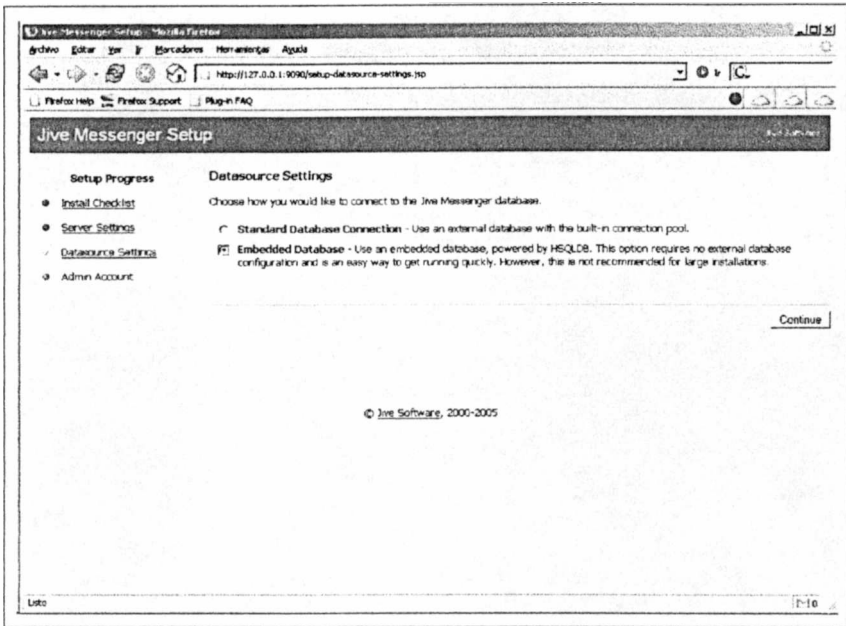 Jive Messenger Setup - Mozilla Firefox
Archivo Editar Ver Ir Marcadores Herramientas Ayuda
http://127.0.0.1:9090/setup-datasource-settings.jsp
Firefox Help Firefox Support Plug-in FAQ
Jive Messenger Setup
Jive Software
Setup Progress
Install Checklist
Server Settings
Datasource Settings
Admin Account
Datasource Settings
Choose how you would like to connect to the Jive Messenger database.
Standard Database Connection - Use an external database with the built-in connection pool.
Embedded Database - Use an embedded database, powered by HSQLDB. This option requires no external database
configuration and is an easy way to get running quickly. However, this is not recommended for large installations.
Continue
© Jive Software, 2000-2005
Listo